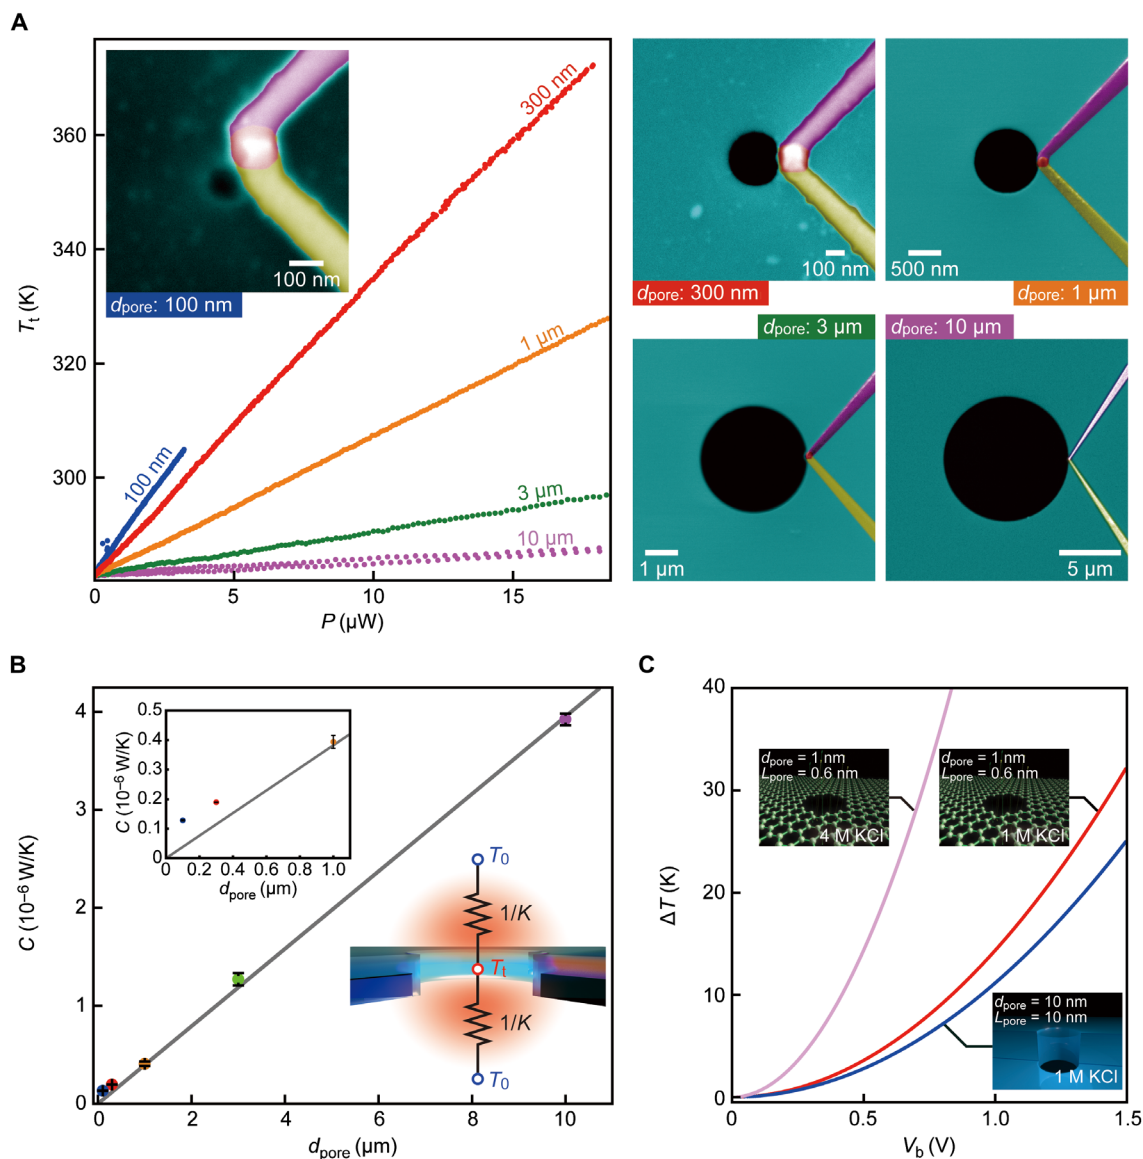 A
360
340
320
300
T_t (K)
0
5
10
15
P (µW)
300 nm
1 µm
100 nm
3 µm
10 µm
100 nm
d_pore: 100 nm
100 nm
d_pore: 300 nm
500 nm
d_pore: 1 µm
d_pore: 3 µm
1 µm
d_pore: 10 µm
5 µm
B
4
3
2
1
0
C (10⁻⁶ W/K)
0
2
4
6
8
10
d_pore (µm)
0.5
0.4
0.3
0.2
0.1
0
C (10⁻⁶ W/K)
0
0.2
0.4
0.6
0.8
1.0
d_pore (µm)
T₀
1/K
T_t
1/K
T₀
C
40
30
20
10
0
ΔT (K)
0
0.5
1.0
1.5
V_b (V)
d_pore = 1 nm
L_pore = 0.6 nm
4 M KCl
d_pore = 1 nm
L_pore = 0.6 nm
1 M KCl
d_pore = 10 nm
L_pore = 10 nm
1 M KCl